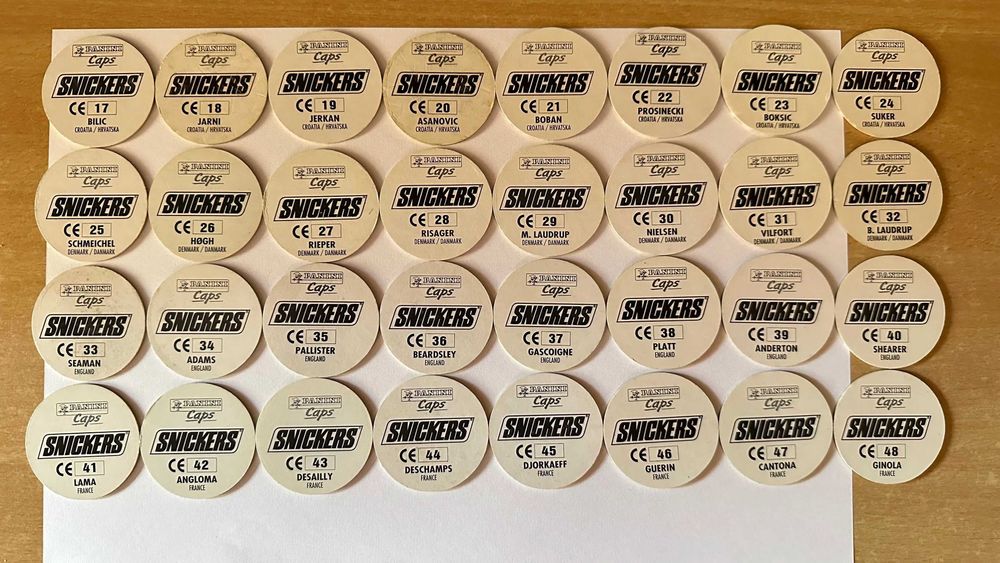 PANINI
Caps
SNICKERS
CE 17
BILIC
CROATIA / HRVATSKA
PANINI
Caps
SNICKERS
CE 18
JARNI
CROATIA / HRVATSKA
PANINI
Caps
SNICKERS
CE 19
JERKAN
CROATIA / HRVATSKA
PANINI
Caps
SNICKERS
CE 20
ASANOVIC
CROATIA / HRVATSKA
PANINI
Caps
SNICKERS
CE 21
BOBAN
CROATIA / HRVATSKA
PANINI
Caps
SNICKERS
CE 22
PROSINECKI
CROATIA / HRVATSKA
PANINI
Caps
SNICKERS
CE 23
BOKSIC
CROATIA / HRVATSKA
PANINI
Caps
SNICKERS
CE 24
SUKER
CROATIA / HRVATSKA
PANINI
Caps
SNICKERS
CE 25
SCHMEICHEL
DENMARK / DANMARK
PANINI
Caps
SNICKERS
CE 26
HØGH
DENMARK / DANMARK
PANINI
Caps
SNICKERS
CE 27
RIEPER
DENMARK / DANMARK
PANINI
Caps
SNICKERS
CE 28
RISAGER
DENMARK / DANMARK
PANINI
Caps
SNICKERS
CE 29
M. LAUDRUP
DENMARK / DANMARK
PANINI
Caps
SNICKERS
CE 30
NIELSEN
DENMARK / DANMARK
PANINI
Caps
SNICKERS
CE 31
VILFORT
DENMARK / DANMARK
PANINI
Caps
SNICKERS
CE 32
B. LAUDRUP
DENMARK / DANMARK
PANINI
Caps
SNICKERS
CE 33
SEAMAN
ENGLAND
PANINI
Caps
SNICKERS
CE 34
ADAMS
ENGLAND
PANINI
Caps
SNICKERS
CE 35
PALLISTER
ENGLAND
PANINI
Caps
SNICKERS
CE 36
BEARDSLEY
ENGLAND
PANINI
Caps
SNICKERS
CE 37
GASCOIGNE
ENGLAND
PANINI
Caps
SNICKERS
CE 38
PLATT
ENGLAND
PANINI
Caps
SNICKERS
CE 39
ANDERTON
ENGLAND
PANINI
Caps
SNICKERS
CE 40
SHEARER
ENGLAND
PANINI
Caps
SNICKERS
CE 41
LAMA
FRANCE
PANINI
Caps
SNICKERS
CE 42
ANGLOMA
FRANCE
PANINI
Caps
SNICKERS
CE 43
DESAILLY
FRANCE
PANINI
Caps
SNICKERS
CE 44
DESCHAMPS
FRANCE
PANINI
Caps
SNICKERS
CE 45
DJORKAEFF
FRANCE
PANINI
Caps
SNICKERS
CE 46
GUERIN
FRANCE
PANINI
Caps
SNICKERS
CE 47
CANTONA
FRANCE
PANINI
Caps
SNICKERS
CE 48
GINOLA
FRANCE